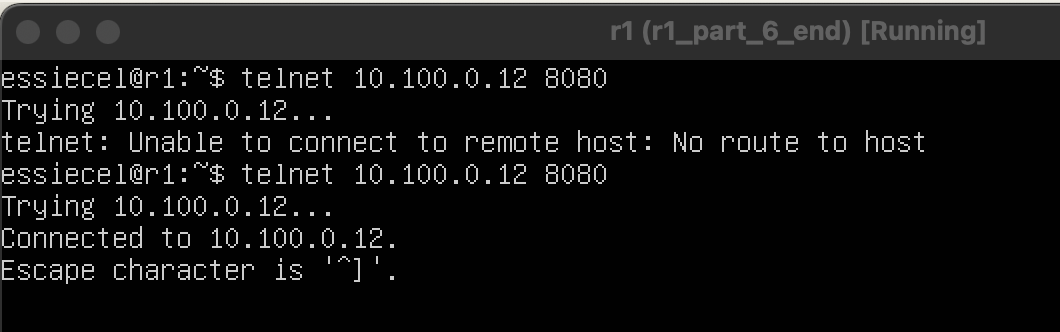 r1 (r1_part_6_end) [Running]
essiecel@r1:~$ telnet 10.100.0.12 8080
Trying 10.100.0.12...
telnet: Unable to connect to remote host: No route to host
essiecel@r1:~$ telnet 10.100.0.12 8080
Trying 10.100.0.12...
Connected to 10.100.0.12.
Escape character is '^]'.